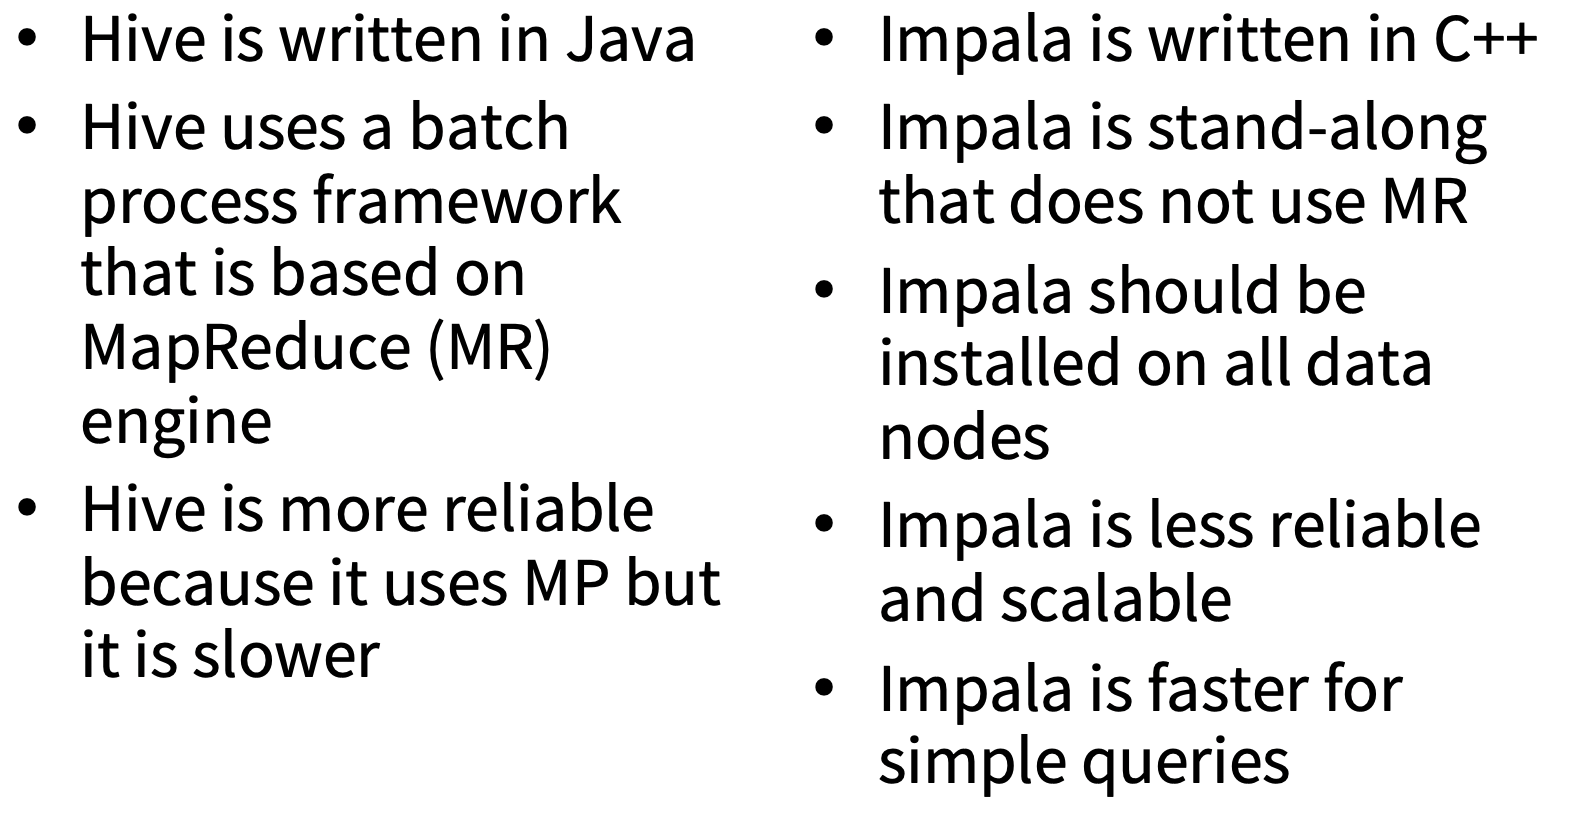 • Hive is written in Java
• Hive uses a batch
process framework
that is based on
MapReduce (MR)
engine
• Hive is more reliable
because it uses MP but
it is slower
• Impala is written in C++
• Impala is stand-along
that does not use MR
• Impala should be
installed on all data
nodes
• Impala is less reliable
and scalable
• Impala is faster for
simple queries